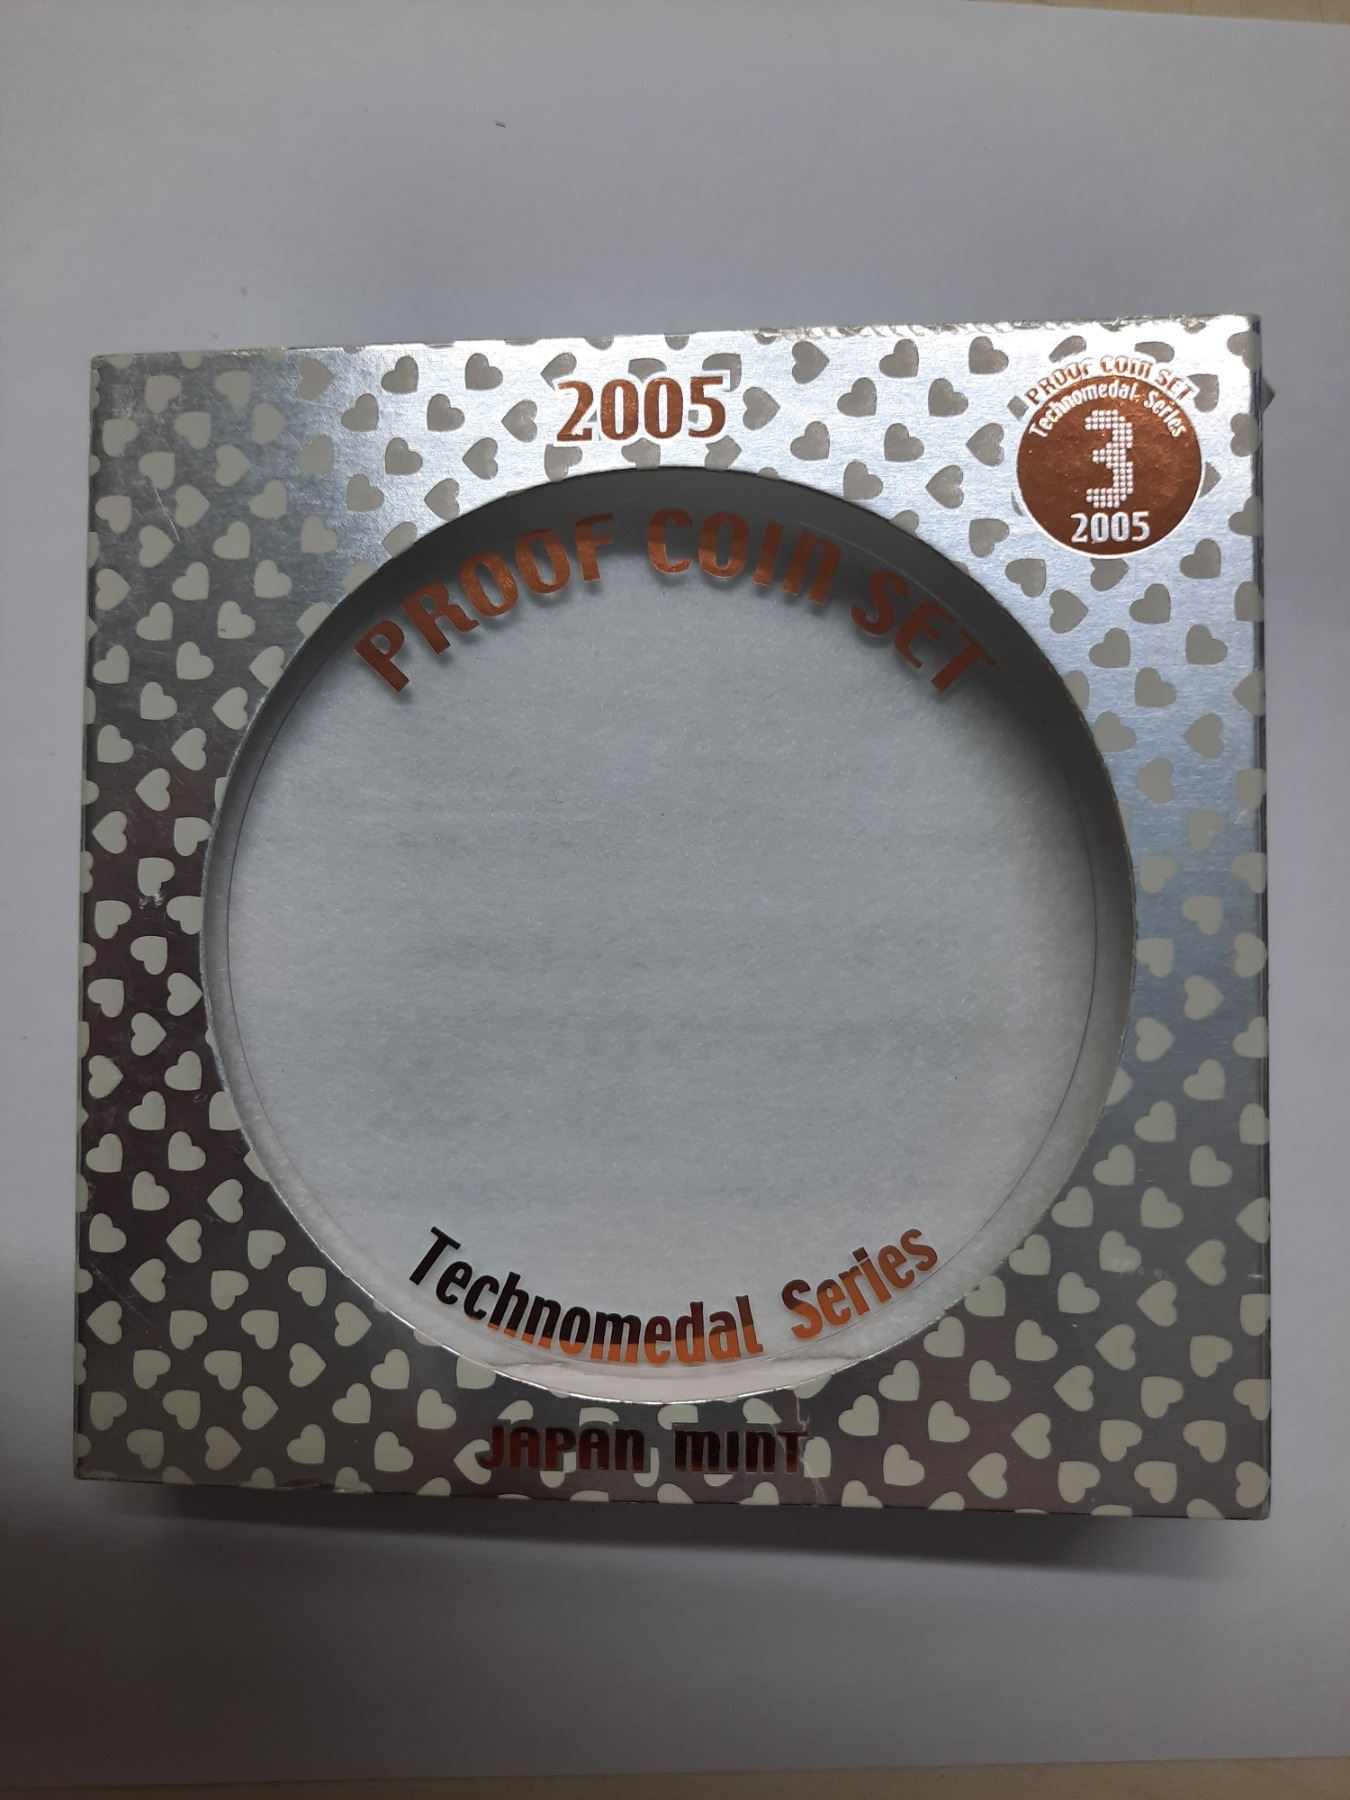 2005
PROOF COIN SET
Technomedal Series
3
2005
PROOF COIN SET
Technomedal Series
JAPAN MINT